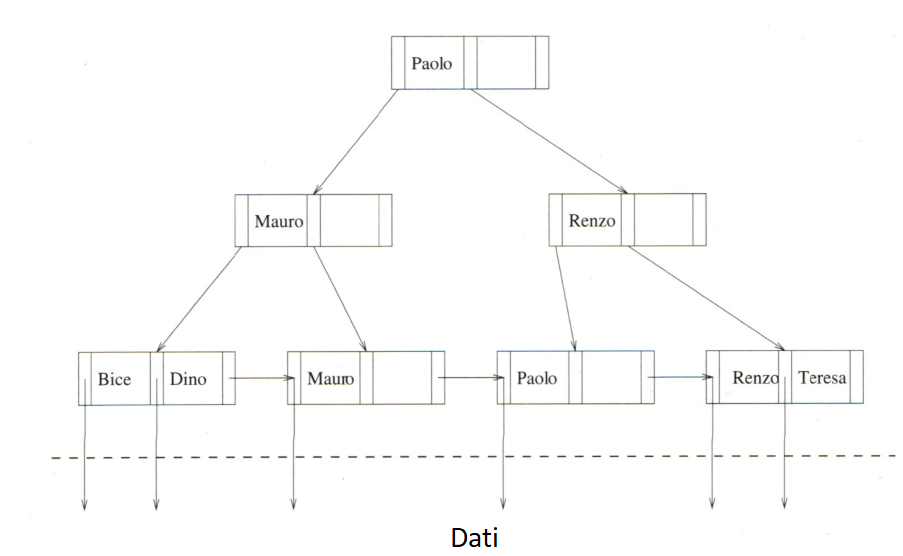 Paolo
Mauro
Renzo
Bice Dino
Mauro
Paolo
Renzo Teresa
Dati